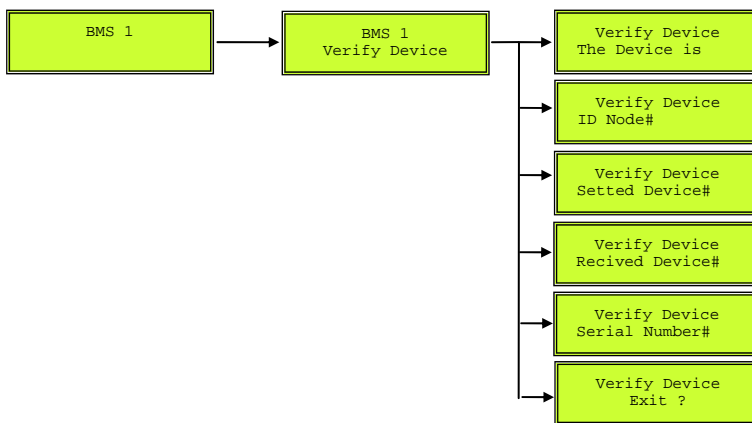 BMS 1
BMS 1
Verify Device
Verify Device
The Device is
Verify Device
ID Node#
Verify Device
Setted Device#
Verify Device
Recived Device#
Verify Device
Serial Number#
Verify Device
Exit ?